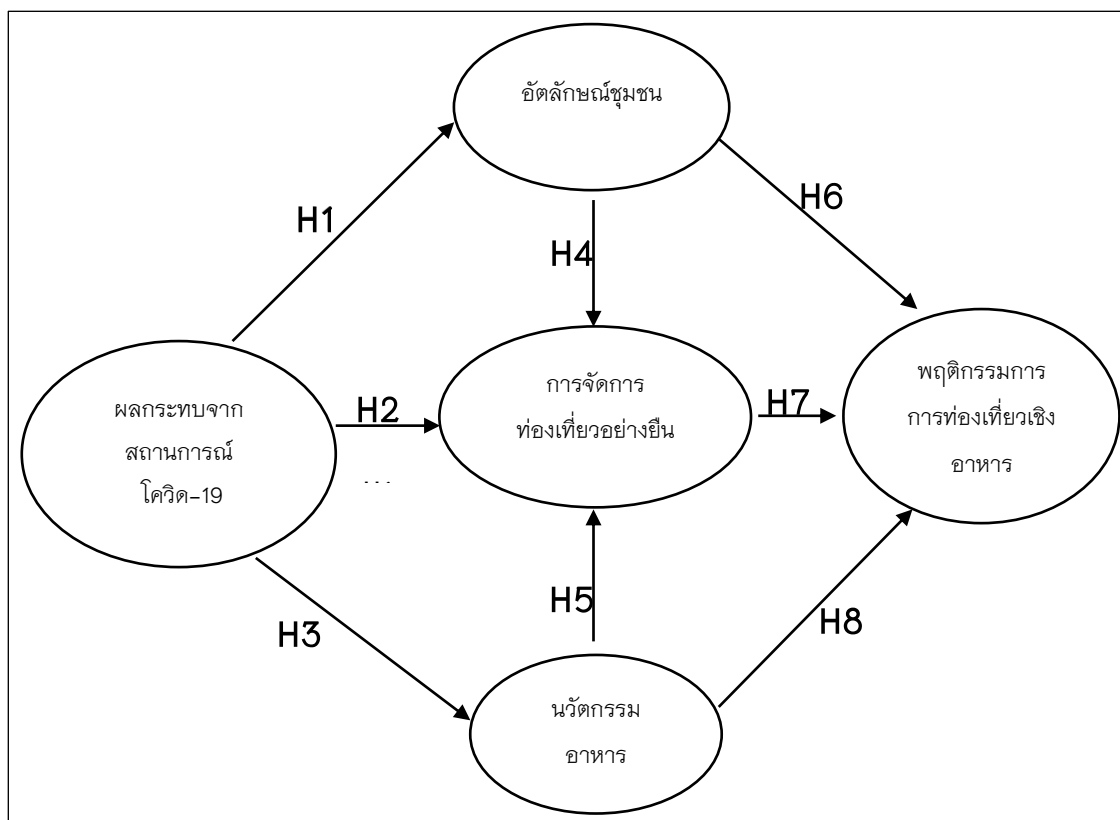 อัตลักษณ์ชุมชน
H1
H6
H4
ผลกระทบจาก
สถานการณ์
โควิด-19
H2
...
การจัดการ
ท่องเที่ยวอย่างยืน
H7
พฤติกรรมการ
การท่องเที่ยวเชิง
อาหาร
H3
H5
H8
นวัตกรรม
อาหาร